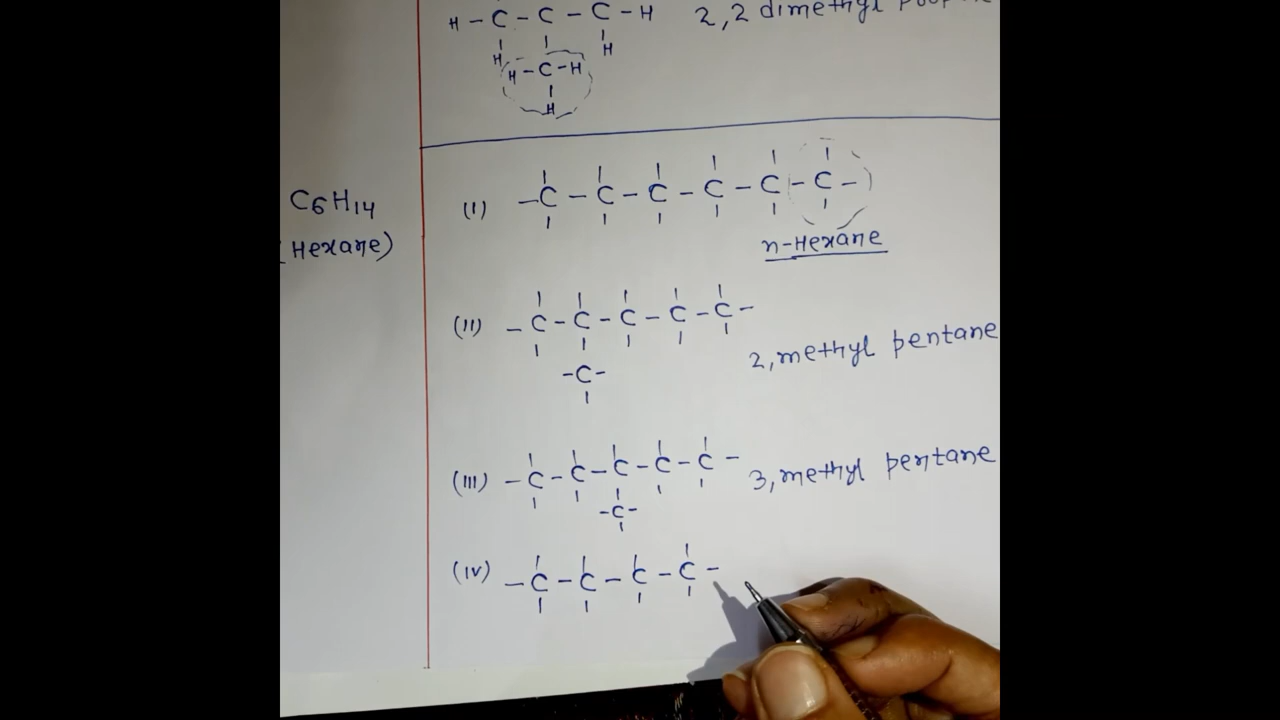 H – C – C – C – H 2,2 dimethyl
H H
H – C – H
H
C6H14
(Hexane)
(I) – C – C – C – C – C – C –
n-Hexane
(II) – C – C – C – C – C –
– C –
2,methyl pentane
(III) – C – C – C – C – C –
– C –
3,methyl pentane
(IV) – C – C – C – C –